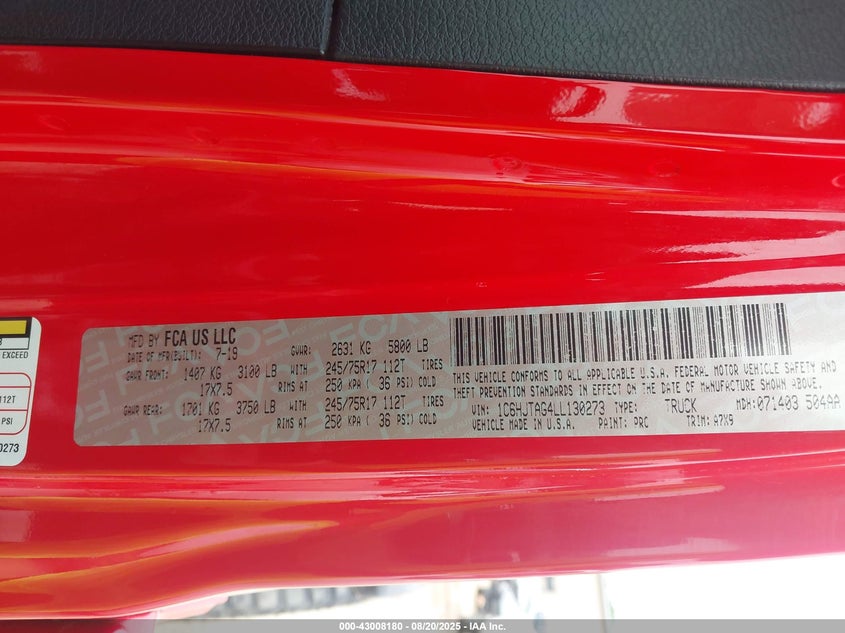 B
EXCEED
112T
PSI
0273
MFD BY FCA US LLC
DATE OF MFR(BUILT): 7-19 GVWR: 2631 KG 5800 LB
GAWR FRONT: 1407 KG 3100 LB WITH 245/75R17 112T TIRES
17X7.5 RIMS AT 250 KPA ( 36 PSI) COLD
GAWR REAR: 1701 KG 3750 LB WITH 245/75R17 112T TIRES
17X7.5 RIMS AT 250 KPA ( 36 PSI) COLD
THIS VEHICLE CONFORMS TO ALL APPLICABLE U.S.A. FEDERAL MOTOR VEHICLE SAFETY AND
THEFT PREVENTION STANDARDS IN EFFECT ON THE DATE OF MANUFACTURE SHOWN ABOVE.
VIN: 1C6HJTAG4LL130273 TYPE: TRUCK MDH: 071403 504AA
VEHICLE MADE IN U.S.A. PAINT: PRC TRIM: A7X9
000-43008180 - 08/20/2025 - IAA Inc.